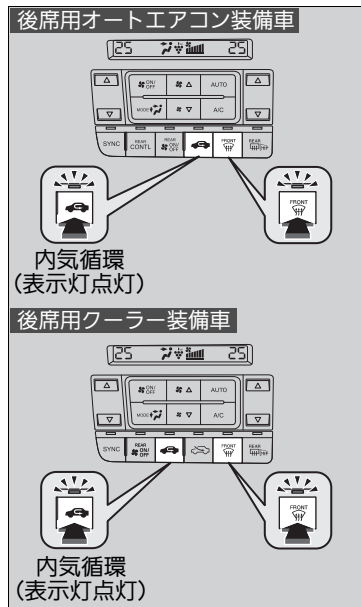 後席用オートエアコン装備車
25 25
ON/OFF AUTO
MODE A/C
SYNC REAR CONTL REAR ON/OFF FRONT REAR
FRONT
内気循環
(表示灯点灯)
後席用クーラー装備車
25 25
ON/OFF AUTO
MODE A/C
SYNC REAR ON/OFF FRONT REAR
FRONT
内気循環
(表示灯点灯)